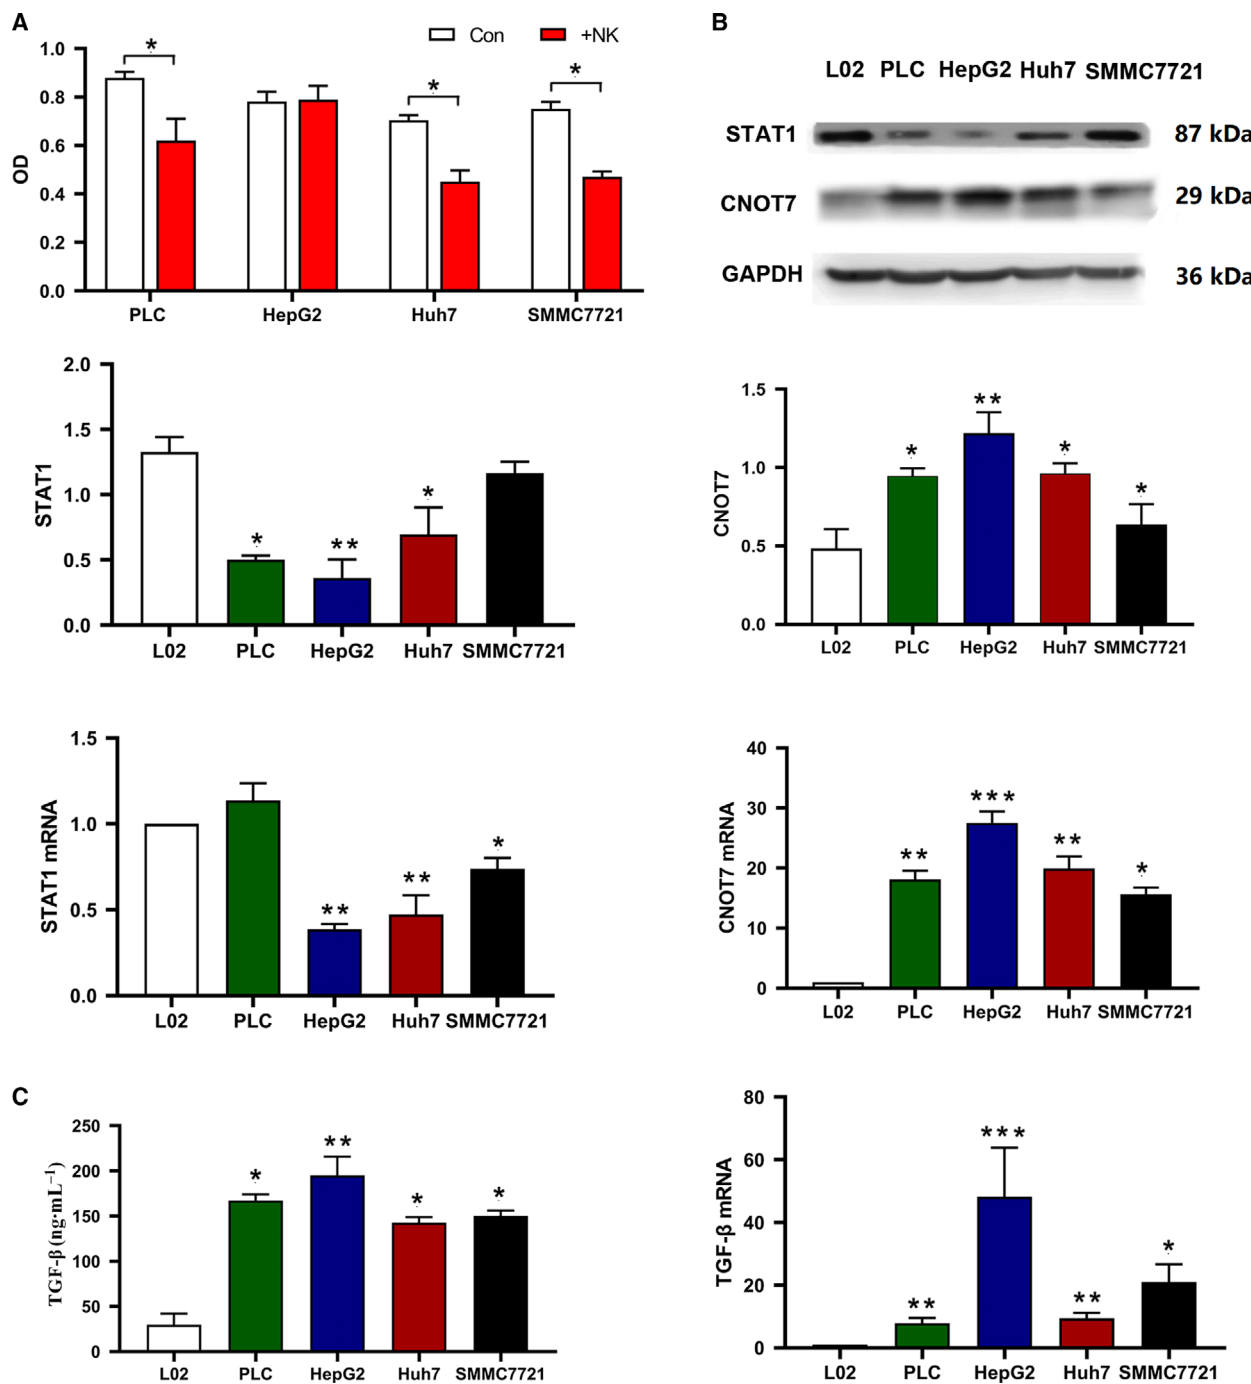 A
Con +NK
1.0
0.8
0.6
0.4
0.2
0.0
OD
* * *
PLC HepG2 Huh7 SMMC7721
B
L02 PLC HepG2 Huh7 SMMC7721
STAT1 87 kDa
CNOT7 29 kDa
GAPDH 36 kDa
2.0
1.5
1.0
0.5
0.0
STAT1
* ** *
L02 PLC HepG2 Huh7 SMMC7721
1.5
1.0
0.5
0.0
CNOT7
* ** * *
L02 PLC HepG2 Huh7 SMMC7721
1.5
1.0
0.5
0.0
STAT1 mRNA
** ** *
L02 PLC HepG2 Huh7 SMMC7721
40
30
20
10
0
CNOT7 mRNA
** *** ** *
L02 PLC HepG2 Huh7 SMMC7721
C
250
200
150
100
50
0
TGF-β (ng·mL⁻¹)
* ** * *
L02 PLC HepG2 Huh7 SMMC7721
80
60
40
20
0
TGF-β mRNA
** *** ** *
L02 PLC HepG2 Huh7 SMMC7721